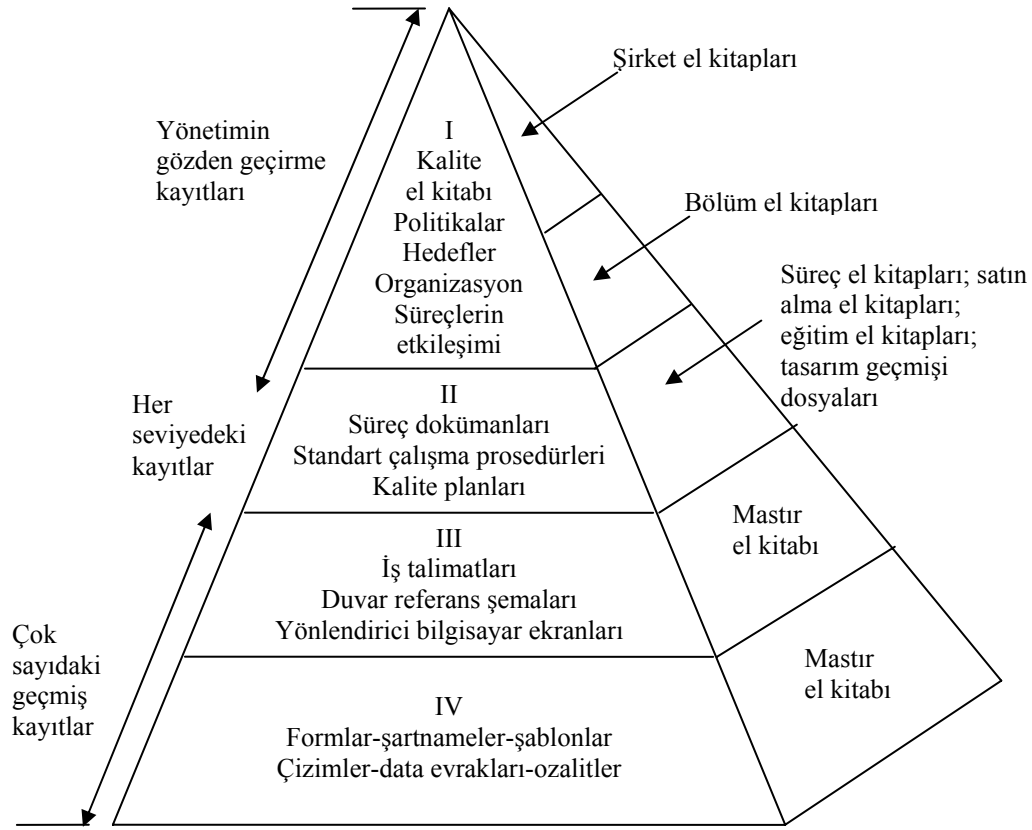 Şirket el kitapları
Yönetimin
gözden geçirme
kayıtları
I
Kalite
el kitabı
Politikalar
Hedefler
Organizasyon
Süreçlerin
etkileşimi
Bölüm el kitapları
Süreç el kitapları; satın
alma el kitapları;
eğitim el kitapları;
tasarım geçmişi
dosyaları
Her
seviyedeki
kayıtlar
II
Süreç dokümanları
Standart çalışma prosedürleri
Kalite planları
Mastır
el kitabı
III
İş talimatları
Duvar referans şemaları
Yönlendirici bilgisayar ekranları
Çok
sayıdaki
geçmiş
kayıtlar
Mastır
el kitabı
IV
Formlar-şartnameler-şablonlar
Çizimler-data evrakları-ozalitler